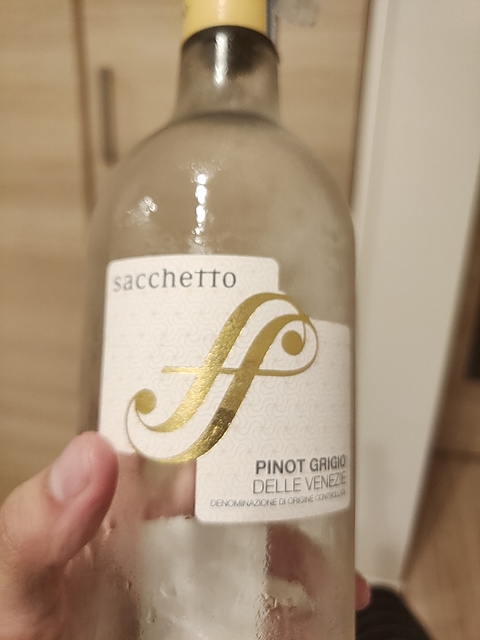 sacchetto
PINOT GRIGIO
DELLE VENEZIE
DENOMINAZIONE DI ORIGINE CONTROLLATA